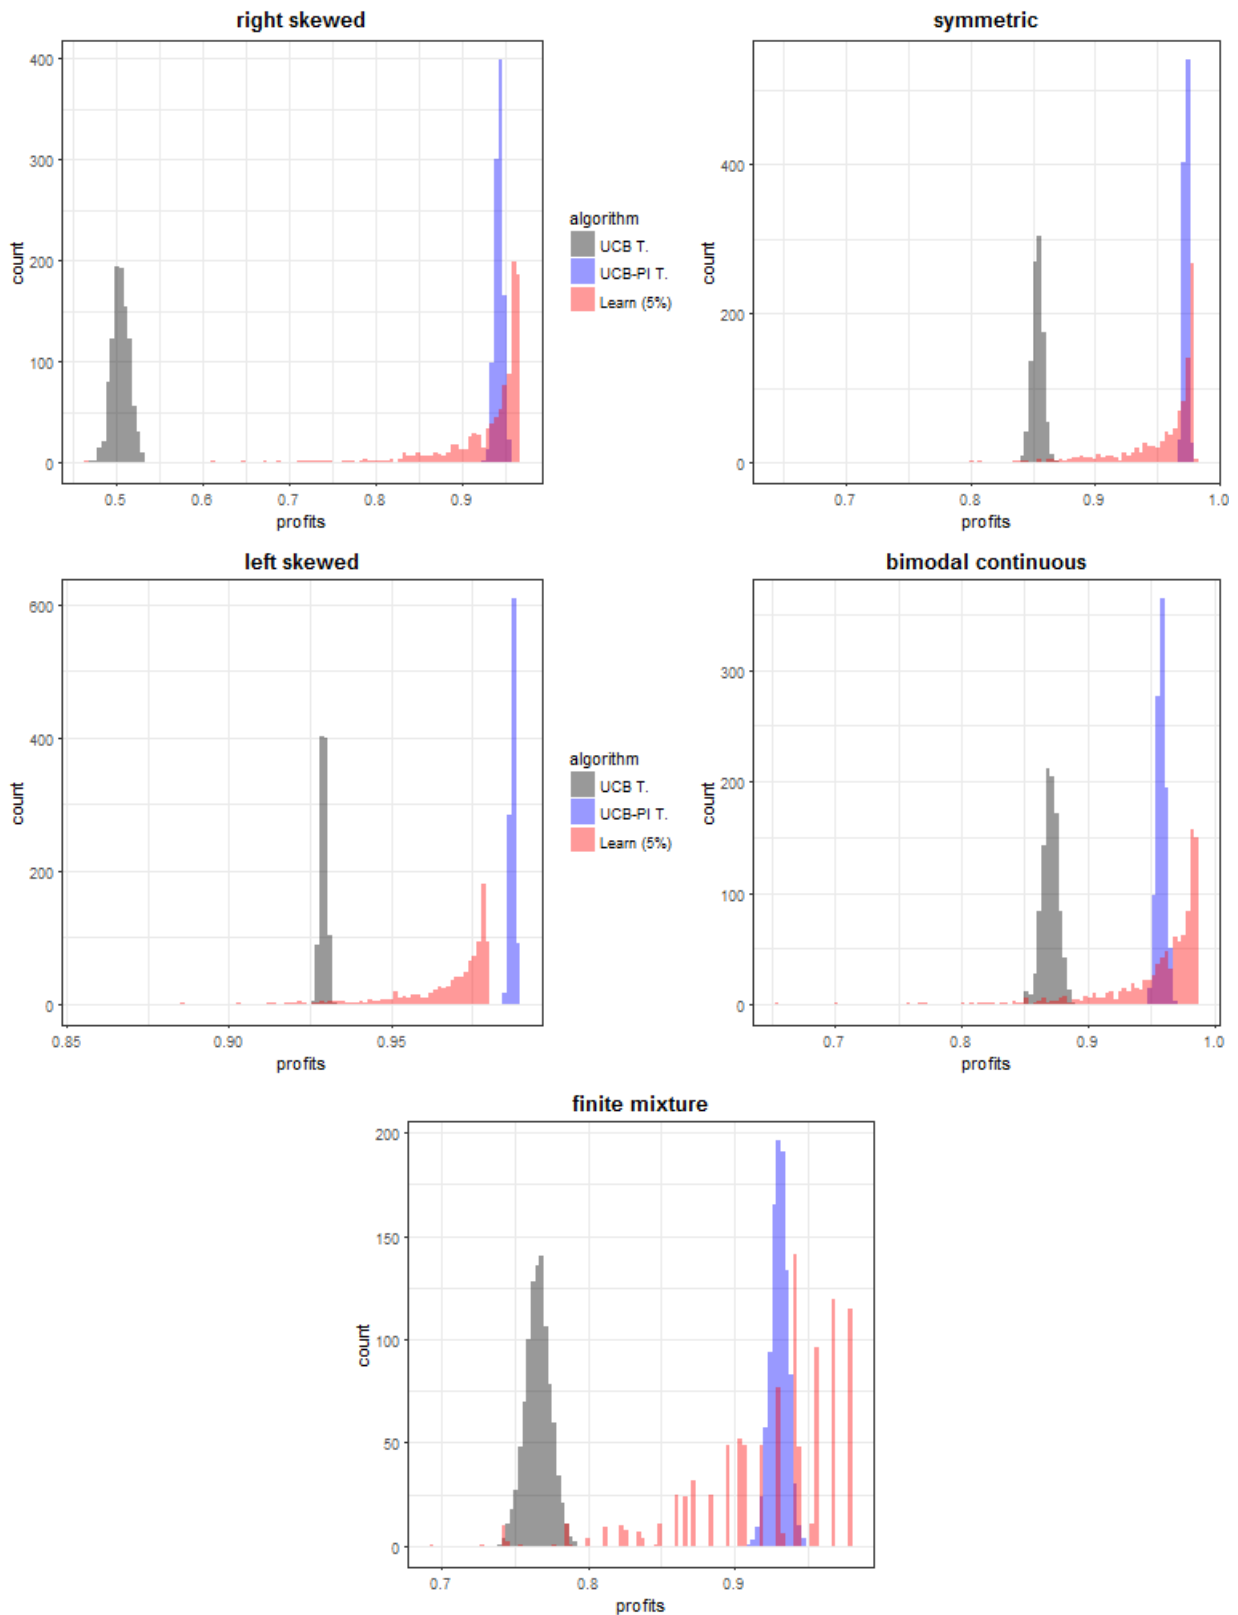 right skewed
symmetric
400
300
200
100
0
count
0.5 0.6 0.7 0.8 0.9
profits
algorithm
UCB T.
UCB-PI T.
Learn (5%)
400
200
0
count
0.7 0.8 0.9 1.0
profits
left skewed
bimodal continuous
600
400
200
0
count
0.85 0.90 0.95
profits
algorithm
UCB T.
UCB-PI T.
Learn (5%)
300
200
100
0
count
0.7 0.8 0.9 1.0
profits
finite mixture
200
150
100
50
0
count
0.7 0.8 0.9
profits